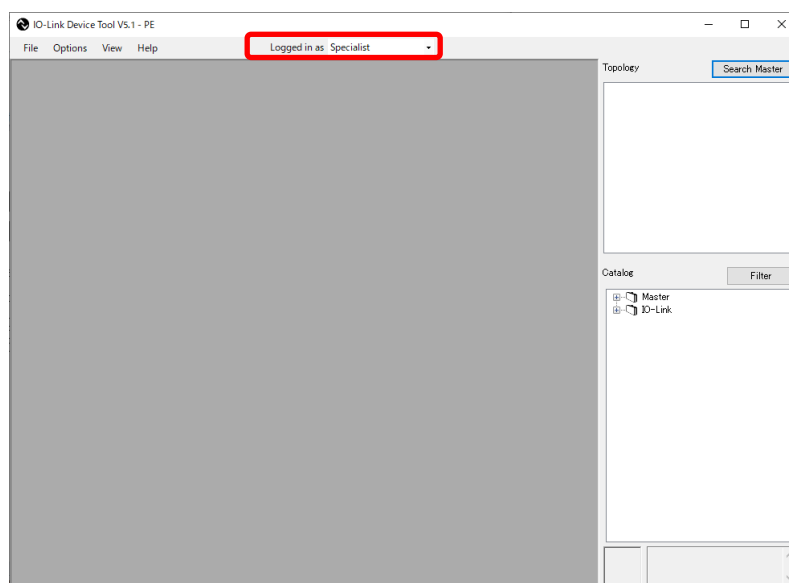 IO-Link Device Tool V5.1 - PE
File Options View Help Logged in as Specialist
Topology Search Master
Catalog Filter
Master
IO-Link